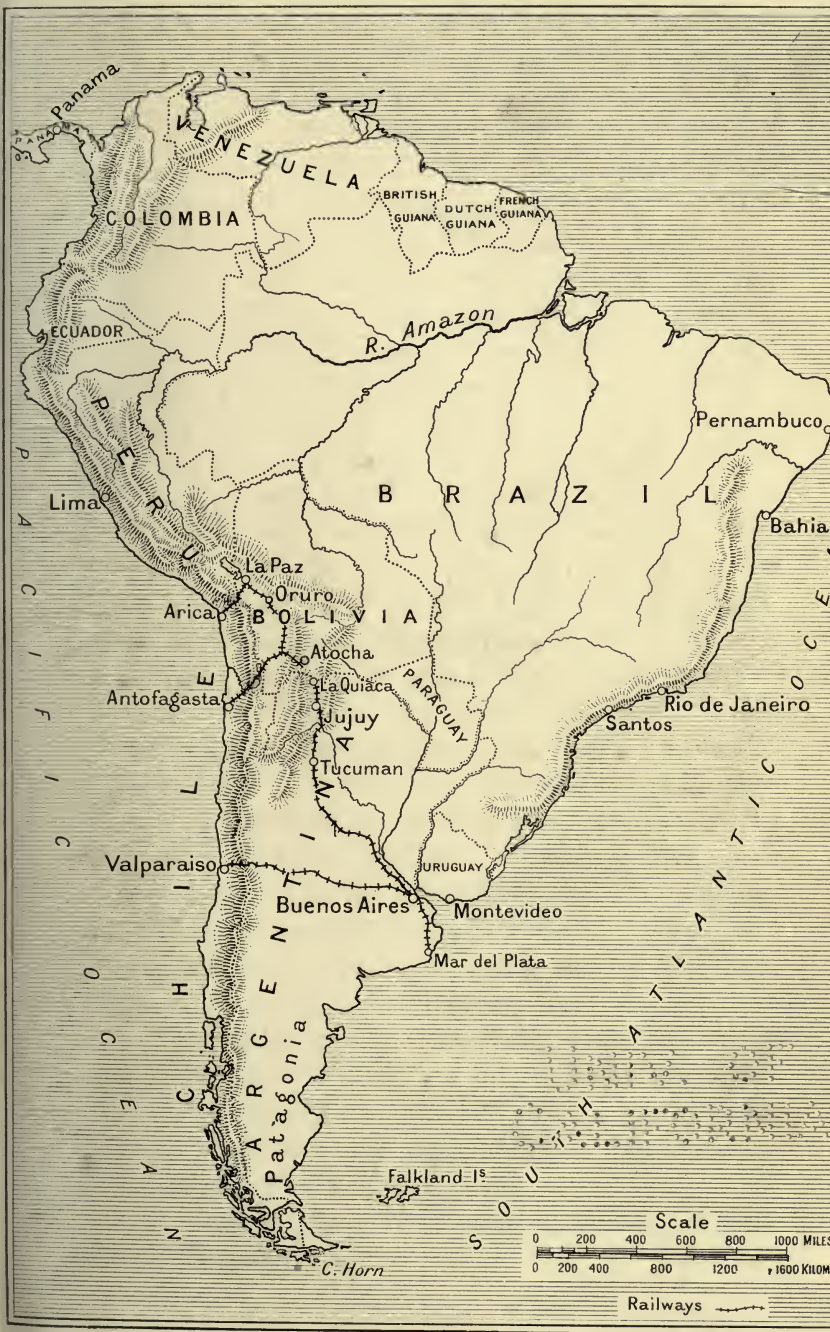 Panama
PANAMA
VENEZUELA
COLOMBIA
BRITISH
GUIANA
DUTCH
GUIANA
FRENCH
GUIANA
ECUADOR
R. Amazon
PERU
Pernambuco
Lima
BRAZIL
Bahia
La Paz
Oruro
Arica
BOLIVIA
Atocha
La Quiaca
Antofagasta
PARAGUAY
Rio de Janeiro
Santos
Jujuy
Tucuman
Valparaiso
URUGUAY
Buenos Aires
Montevideo
Mar del Plata
CHILE
ARGENTINA
Patagonia
PACIFIC OCEAN
SOUTH ATLANTIC OCEA
Falkland Is
C. Horn
Scale
0 200 400 600 800 1000 MILES
0 200 400 800 1200 1600 KILOM
Railways